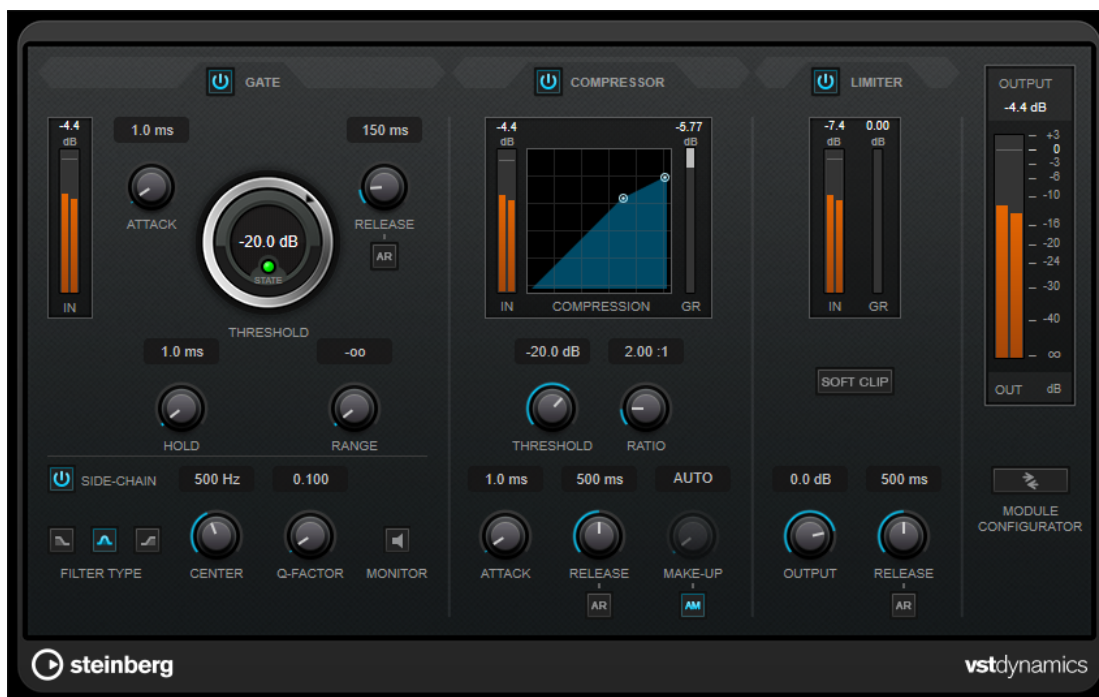 GATE
COMPRESSOR
LIMITER
OUTPUT
-4.4 dB
-4.4
dB
1.0 ms
150 ms
-4.4
dB
-5.77
dB
-7.4
dB
0.00
dB
+3
0
-3
-6
-10
-16
-20
-24
-30
-40
∞
ATTACK
RELEASE
AR
-20.0 dB
STATE
IN
THRESHOLD
IN
COMPRESSION
GR
IN
GR
1.0 ms
-∞
-20.0 dB
2.00 :1
SOFT CLIP
OUT
dB
HOLD
RANGE
THRESHOLD
RATIO
SIDE-CHAIN
500 Hz
0.100
1.0 ms
500 ms
AUTO
0.0 dB
500 ms
MODULE
CONFIGURATOR
FILTER TYPE
CENTER
Q-FACTOR
MONITOR
ATTACK
RELEASE
MAKE-UP
OUTPUT
RELEASE
AR
AM
AR
steinberg
vstdynamics